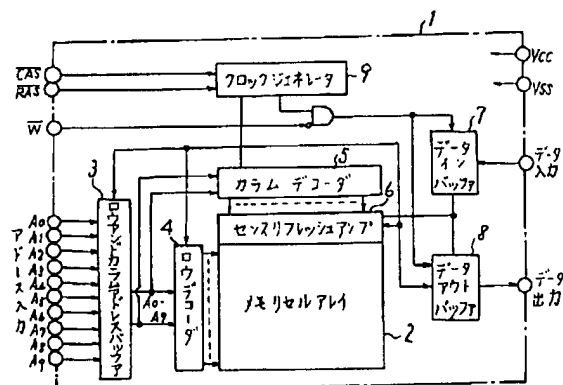 1
CAS
RAS
W
クロックジェネレータ
9
VCC
VSS
7
データインバッファ
データ入力
5
カラムデコーダ
6
センスリフレッシュアンプ
3
ロウアンドカラムアドレスバッファ
4
ロウデコーダ
メモリセルアレイ
2
8
データアウトバッファ
データ出力
アドレス入力
A0
A1
A2
A3
A4
A5
A6
A7
A8
A9
A0-A9